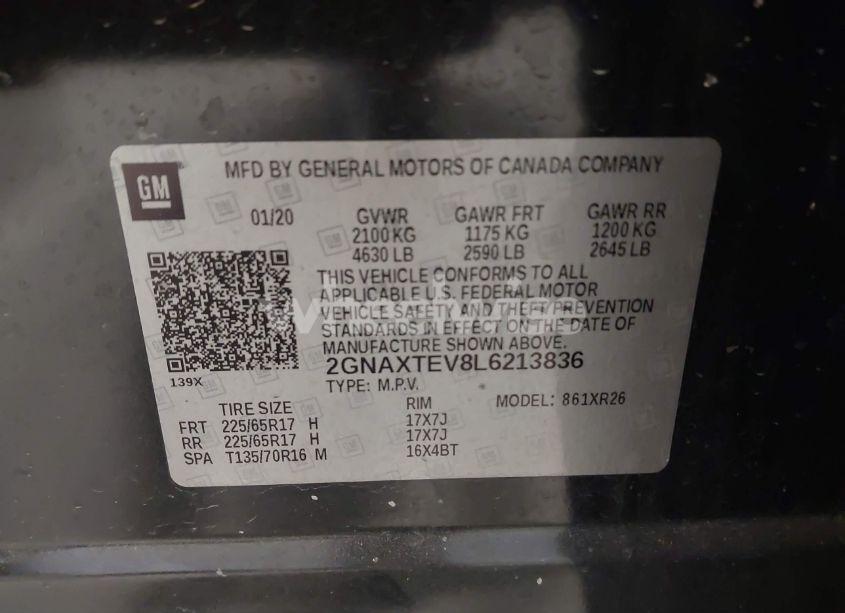 GM
MFD BY GENERAL MOTORS OF CANADA COMPANY
01/20 GVWR GAWR FRT GAWR RR
2100 KG 1175 KG 1200 KG
4630 LB 2590 LB 2645 LB
THIS VEHICLE CONFORMS TO ALL
APPLICABLE U.S. FEDERAL MOTOR
VEHICLE SAFETY AND THEFT PREVENTION
STANDARDS IN EFFECT ON THE DATE OF
MANUFACTURE SHOWN ABOVE.
2GNAXTEV8L6213836
139X
TYPE: M.P.V. MODEL: 861XR26
TIRE SIZE RIM
FRT 225/65R17 H 17X7J
RR 225/65R17 H 17X7J
SPA T135/70R16 M 16X4BT